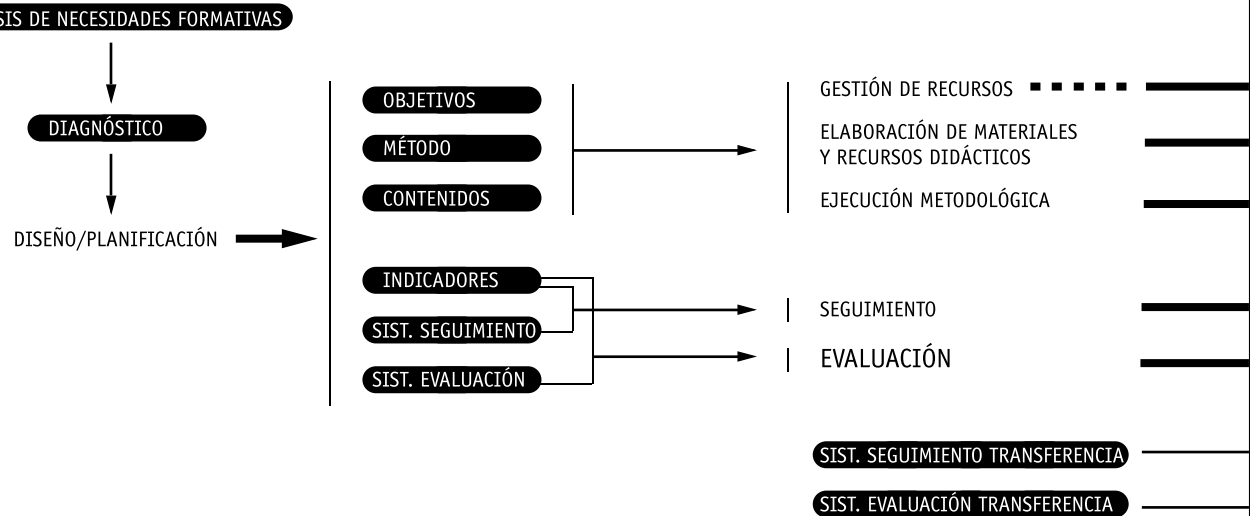 SIS DE NECESIDADES FORMATIVAS
DIAGNÓSTICO
DISEÑO/PLANIFICACIÓN
OBJETIVOS
MÉTODO
CONTENIDOS
INDICADORES
SIST. SEGUIMIENTO
SIST. EVALUACIÓN
GESTIÓN DE RECURSOS
ELABORACIÓN DE MATERIALES
Y RECURSOS DIDÁCTICOS
EJECUCIÓN METODOLÓGICA
SEGUIMIENTO
EVALUACIÓN
SIST. SEGUIMIENTO TRANSFERENCIA
SIST. EVALUACIÓN TRANSFERENCIA